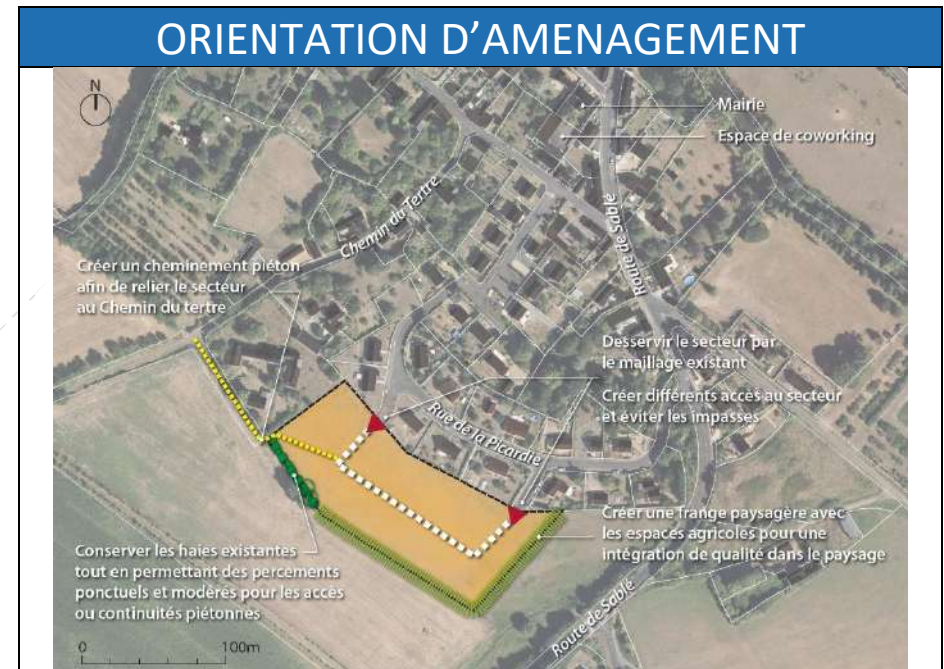 ORIENTATION D’AMENAGEMENT
N
Mairie
Espace de coworking
Chemin du Tertre
Route de Sablé
Créer un cheminement piéton
afin de relier le secteur
au Chemin du tertre
Desservir le secteur par
le maillage existant
Créer différents accès au secteur
et éviter les impasses
Rue de la Picardie
Créer une frange paysagère avec
les espaces agricoles pour une
intégration de qualité dans le paysage
Conserver les haies existantes
tout en permettant des percements
ponctuels et modérés pour les accès
ou continuités piétonnes
Route de Sablé
0 100m